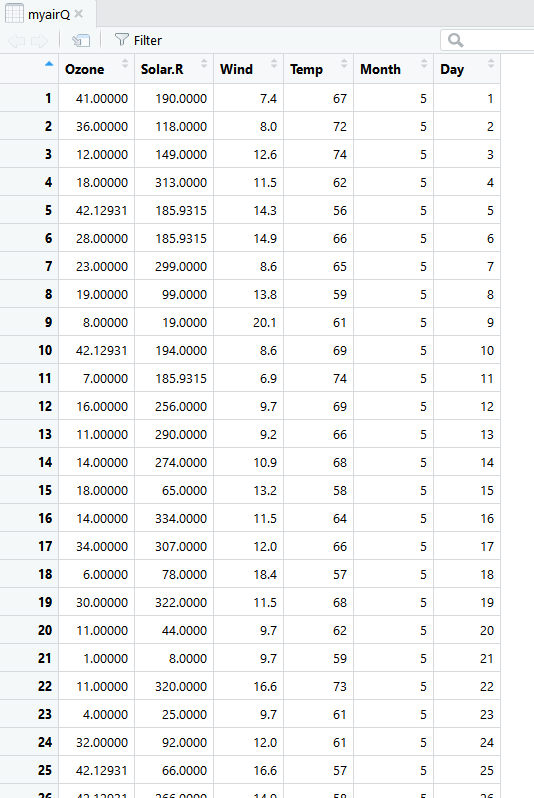 myairQ
Filter
Ozone Solar.R Wind Temp Month Day
1 41.00000 190.0000 7.4 67 5 1
2 36.00000 118.0000 8.0 72 5 2
3 12.00000 149.0000 12.6 74 5 3
4 18.00000 313.0000 11.5 62 5 4
5 42.12931 185.9315 14.3 56 5 5
6 28.00000 185.9315 14.9 66 5 6
7 23.00000 299.0000 8.6 65 5 7
8 19.00000 99.0000 13.8 59 5 8
9 8.00000 19.0000 20.1 61 5 9
10 42.12931 194.0000 8.6 69 5 10
11 7.00000 185.9315 6.9 74 5 11
12 16.00000 256.0000 9.7 69 5 12
13 11.00000 290.0000 9.2 66 5 13
14 14.00000 274.0000 10.9 68 5 14
15 18.00000 65.0000 13.2 58 5 15
16 14.00000 334.0000 11.5 64 5 16
17 34.00000 307.0000 12.0 66 5 17
18 6.00000 78.0000 18.4 57 5 18
19 30.00000 322.0000 11.5 68 5 19
20 11.00000 44.0000 9.7 62 5 20
21 1.00000 8.0000 9.7 59 5 21
22 11.00000 320.0000 16.6 73 5 22
23 4.00000 25.0000 9.7 61 5 23
24 32.00000 92.0000 12.0 61 5 24
25 42.12931 66.0000 16.6 57 5 25
26 42.12931 266.0000 14.9 58 5 26